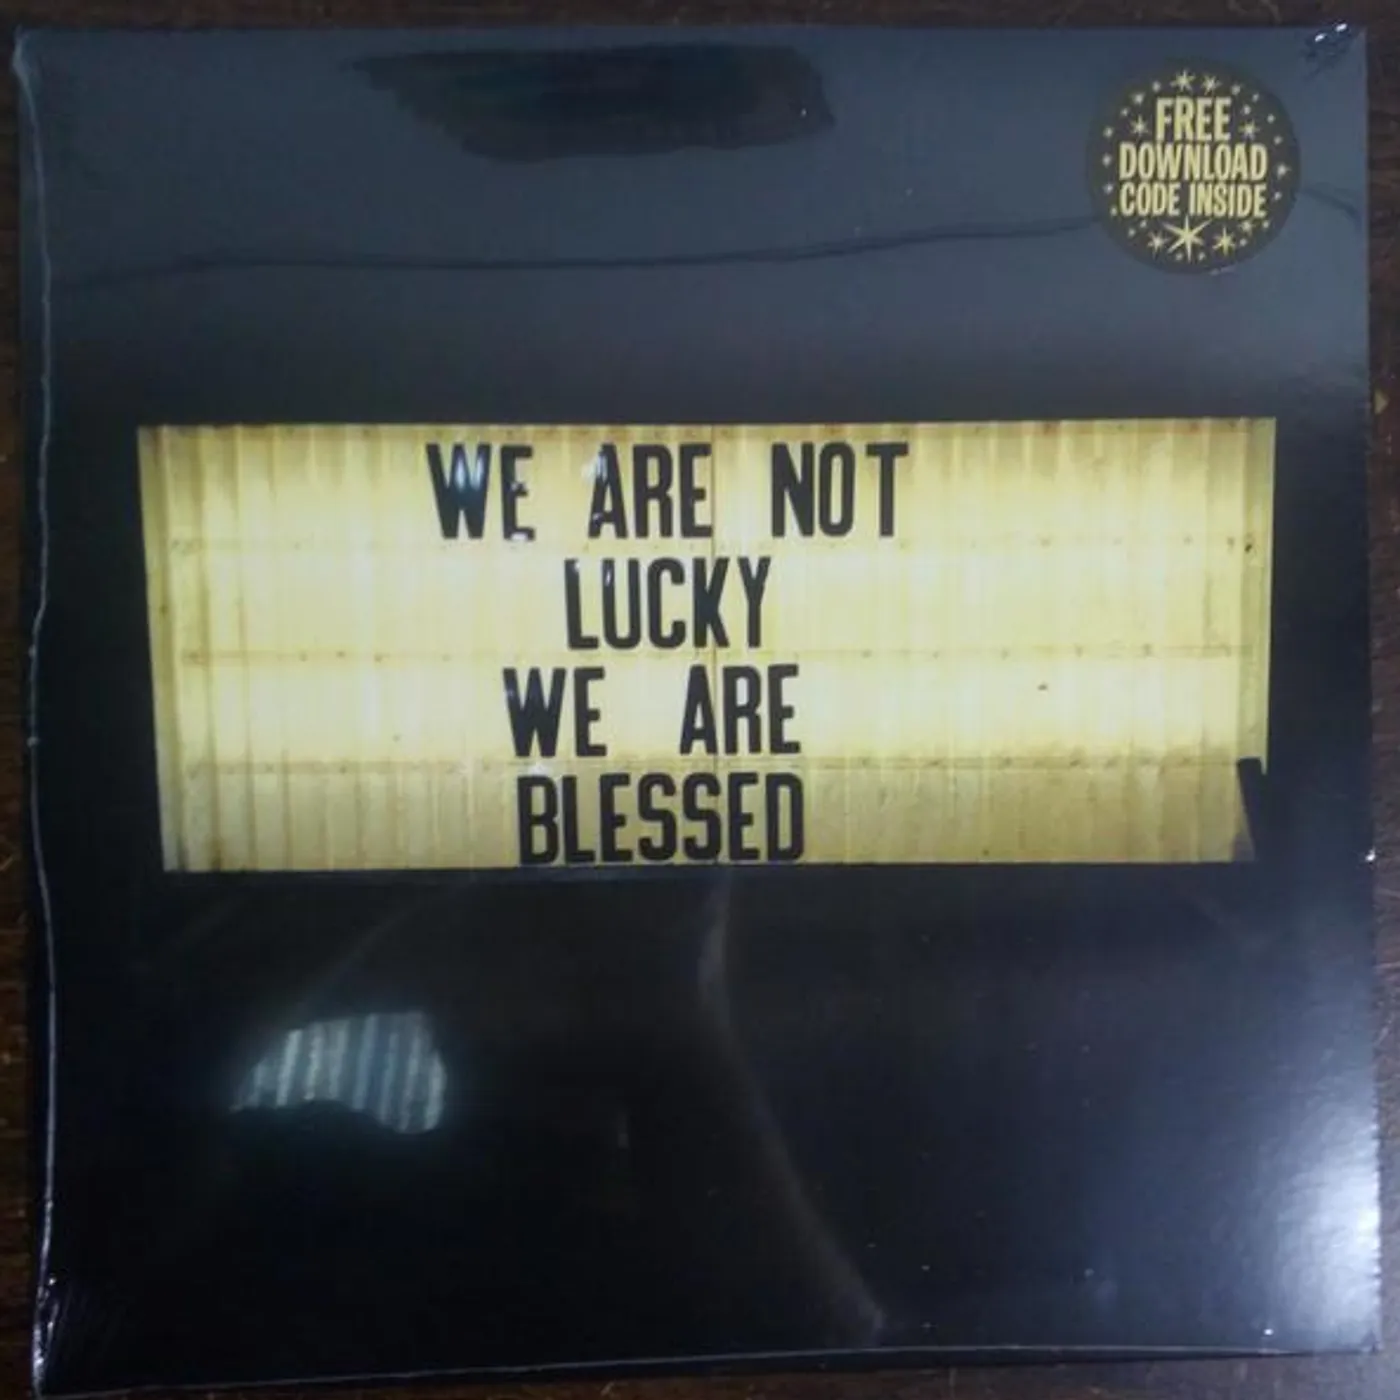 FREE
DOWNLOAD
CODE INSIDE
WE ARE NOT
LUCKY
WE ARE
BLESSED